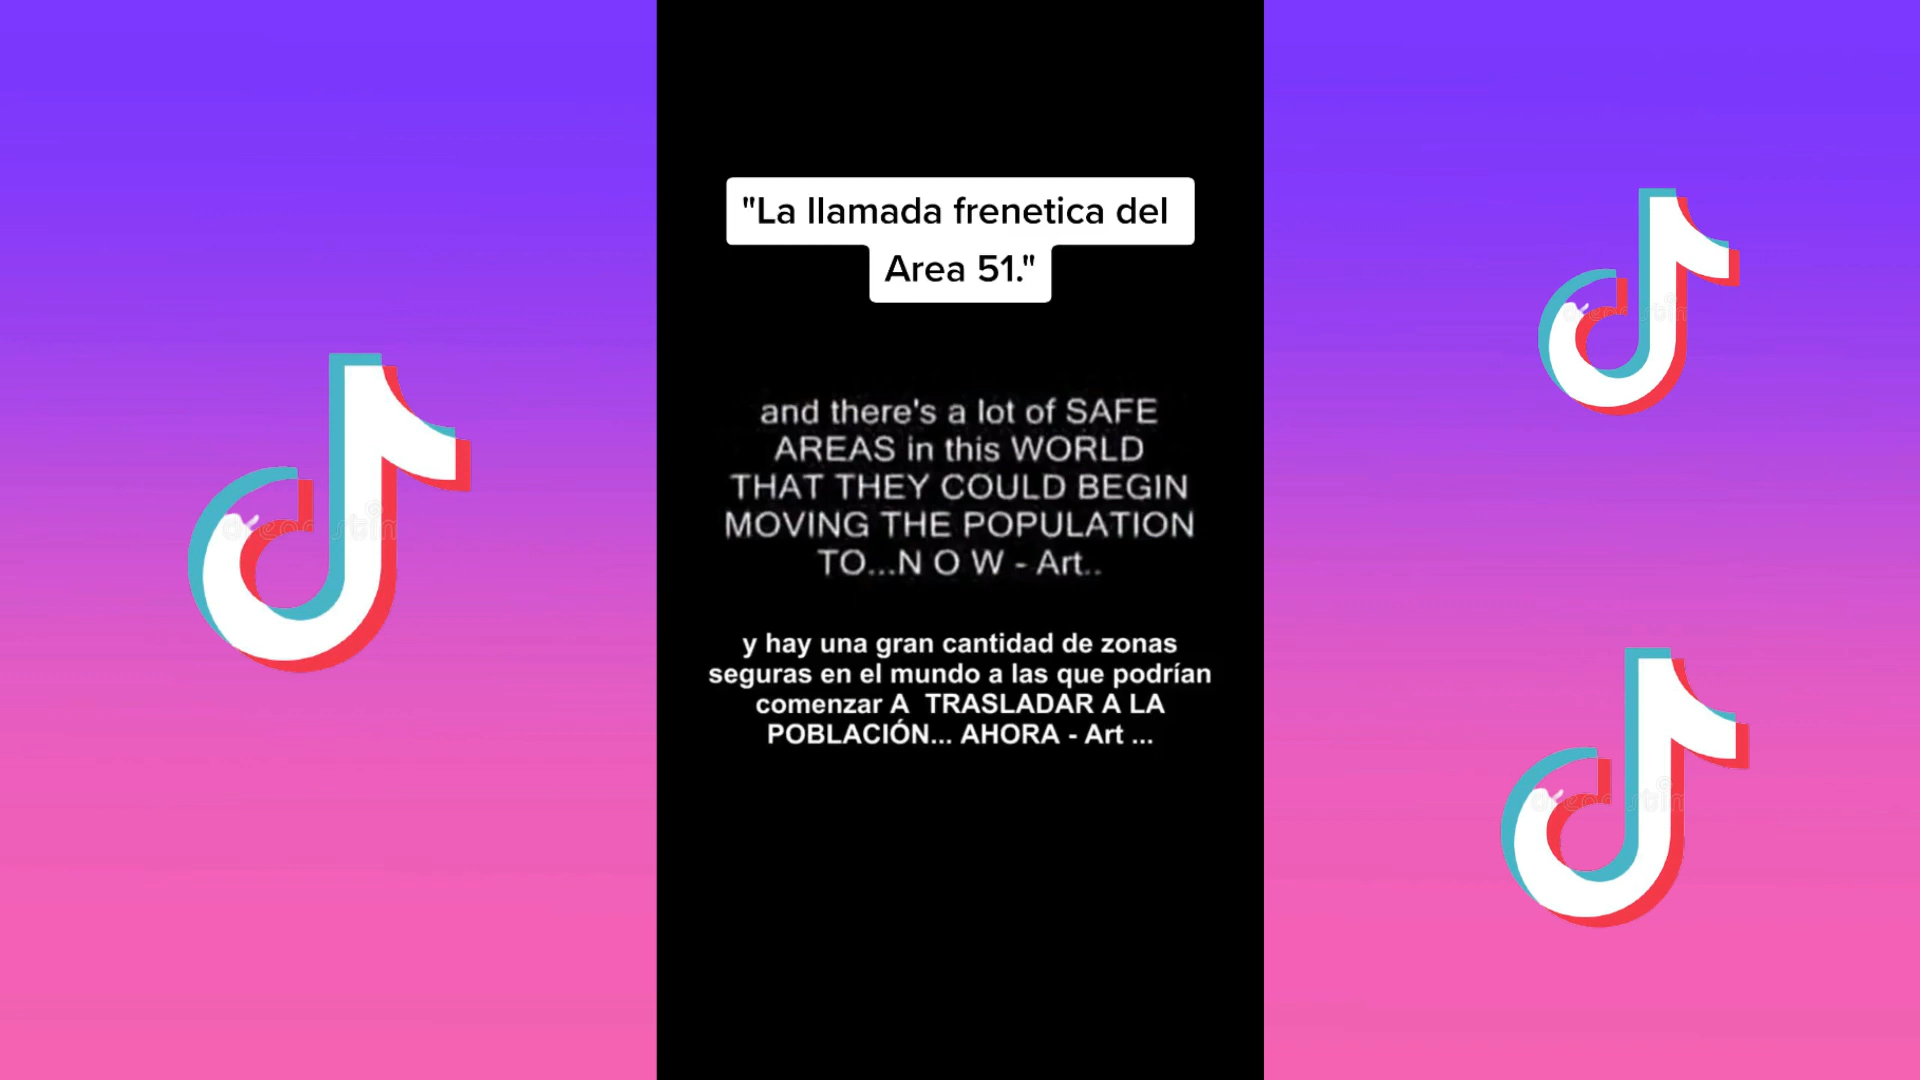 "La llamada frenetica del
Area 51."
and there's a lot of SAFE
AREAS in this WORLD
THAT THEY COULD BEGIN
MOVING THE POPULATION
TO...N O W - Art..
y hay una gran cantidad de zonas
seguras en el mundo a las que podrían
comenzar A TRASLADAR A LA
POBLACIÓN... AHORA - Art ...